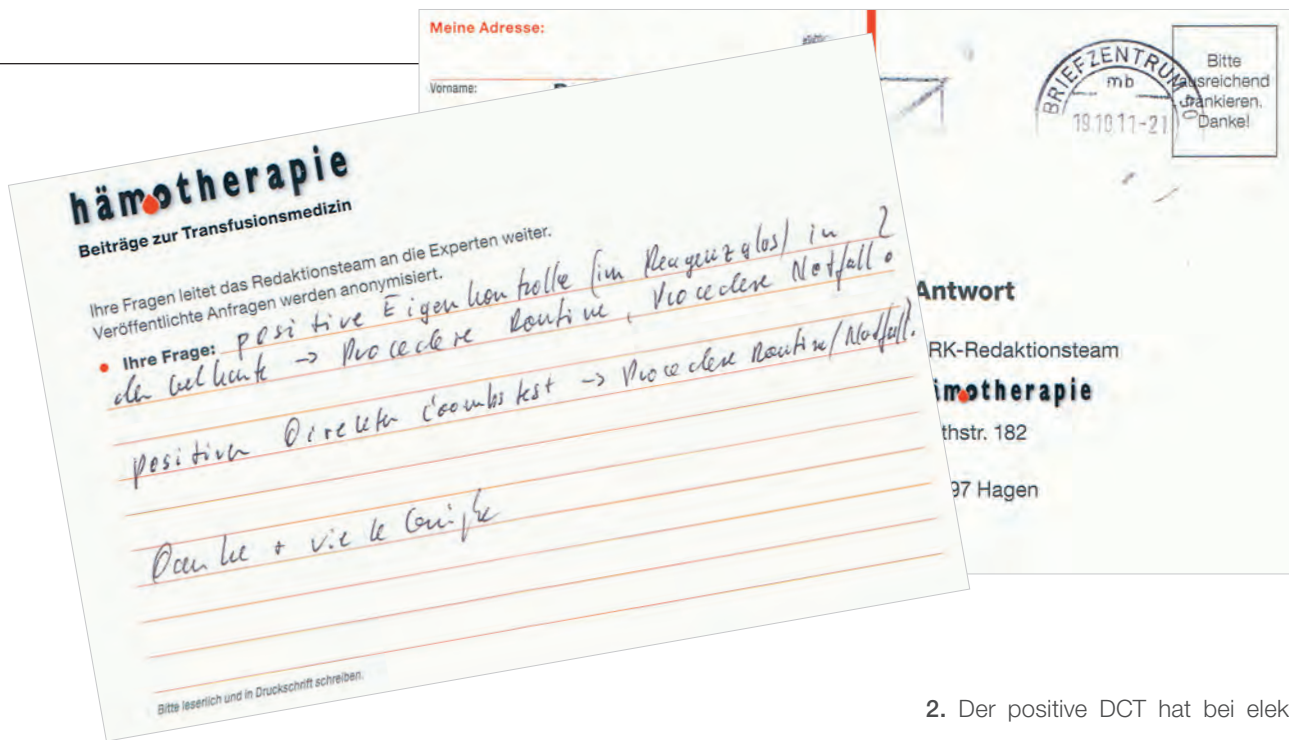 Meine Adresse:
Vorname:
BRIEFZENTRUM
mb
19.10.11-21
Bitte
ausreichend
frankieren.
Danke!
hämotherapie
Beiträge zur Transfusionsmedizin
Ihre Fragen leitet das Redaktionsteam an die Experten weiter.
Veröffentlichte Anfragen werden anonymisiert.
• Ihre Frage: positive Eigenkontrolle (im Reagenzglas) in
der Gelkarte → Procedere Routine, Procedere Notfall?
positiver Direkter Coombstest → Procedere Routine/Notfall?
Danke + viele Grüße
Bitte leserlich und in Druckschrift schreiben.
Antwort
RK-Redaktionsteam
motherapie
thstr. 182
97 Hagen
2. Der positive DCT hat bei elek